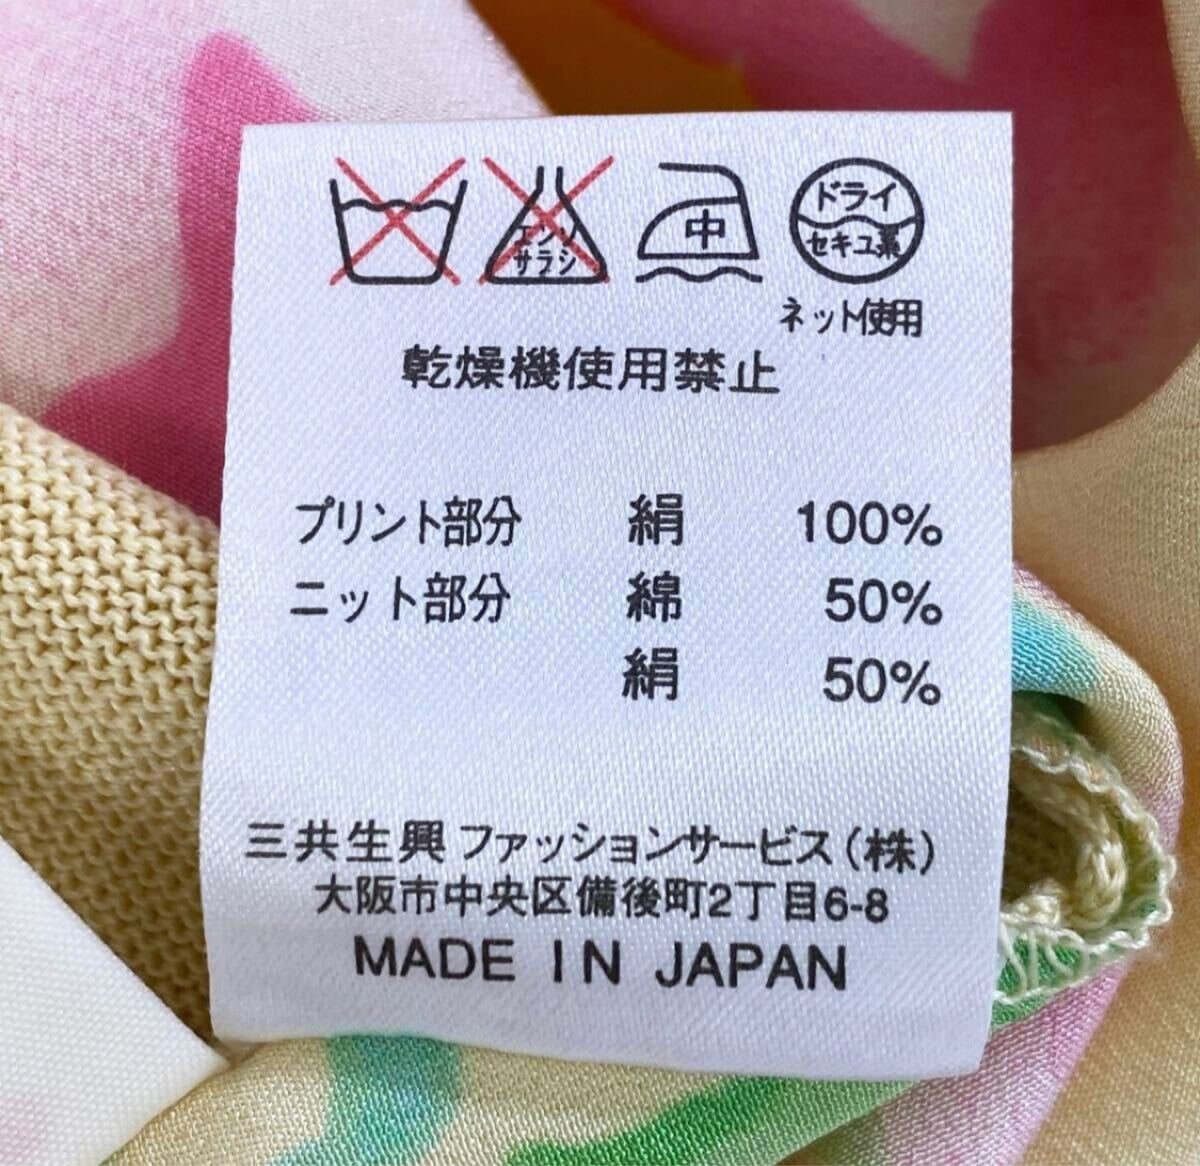 エンソ
サラシ
中
ドライ
セキユ系
ネット使用
乾燥機使用禁止
プリント部分 絹 100%
ニット部分 綿 50%
絹 50%
三共生興 ファッションサービス(株)
大阪市中央区備後町2丁目6-8
MADE IN JAPAN